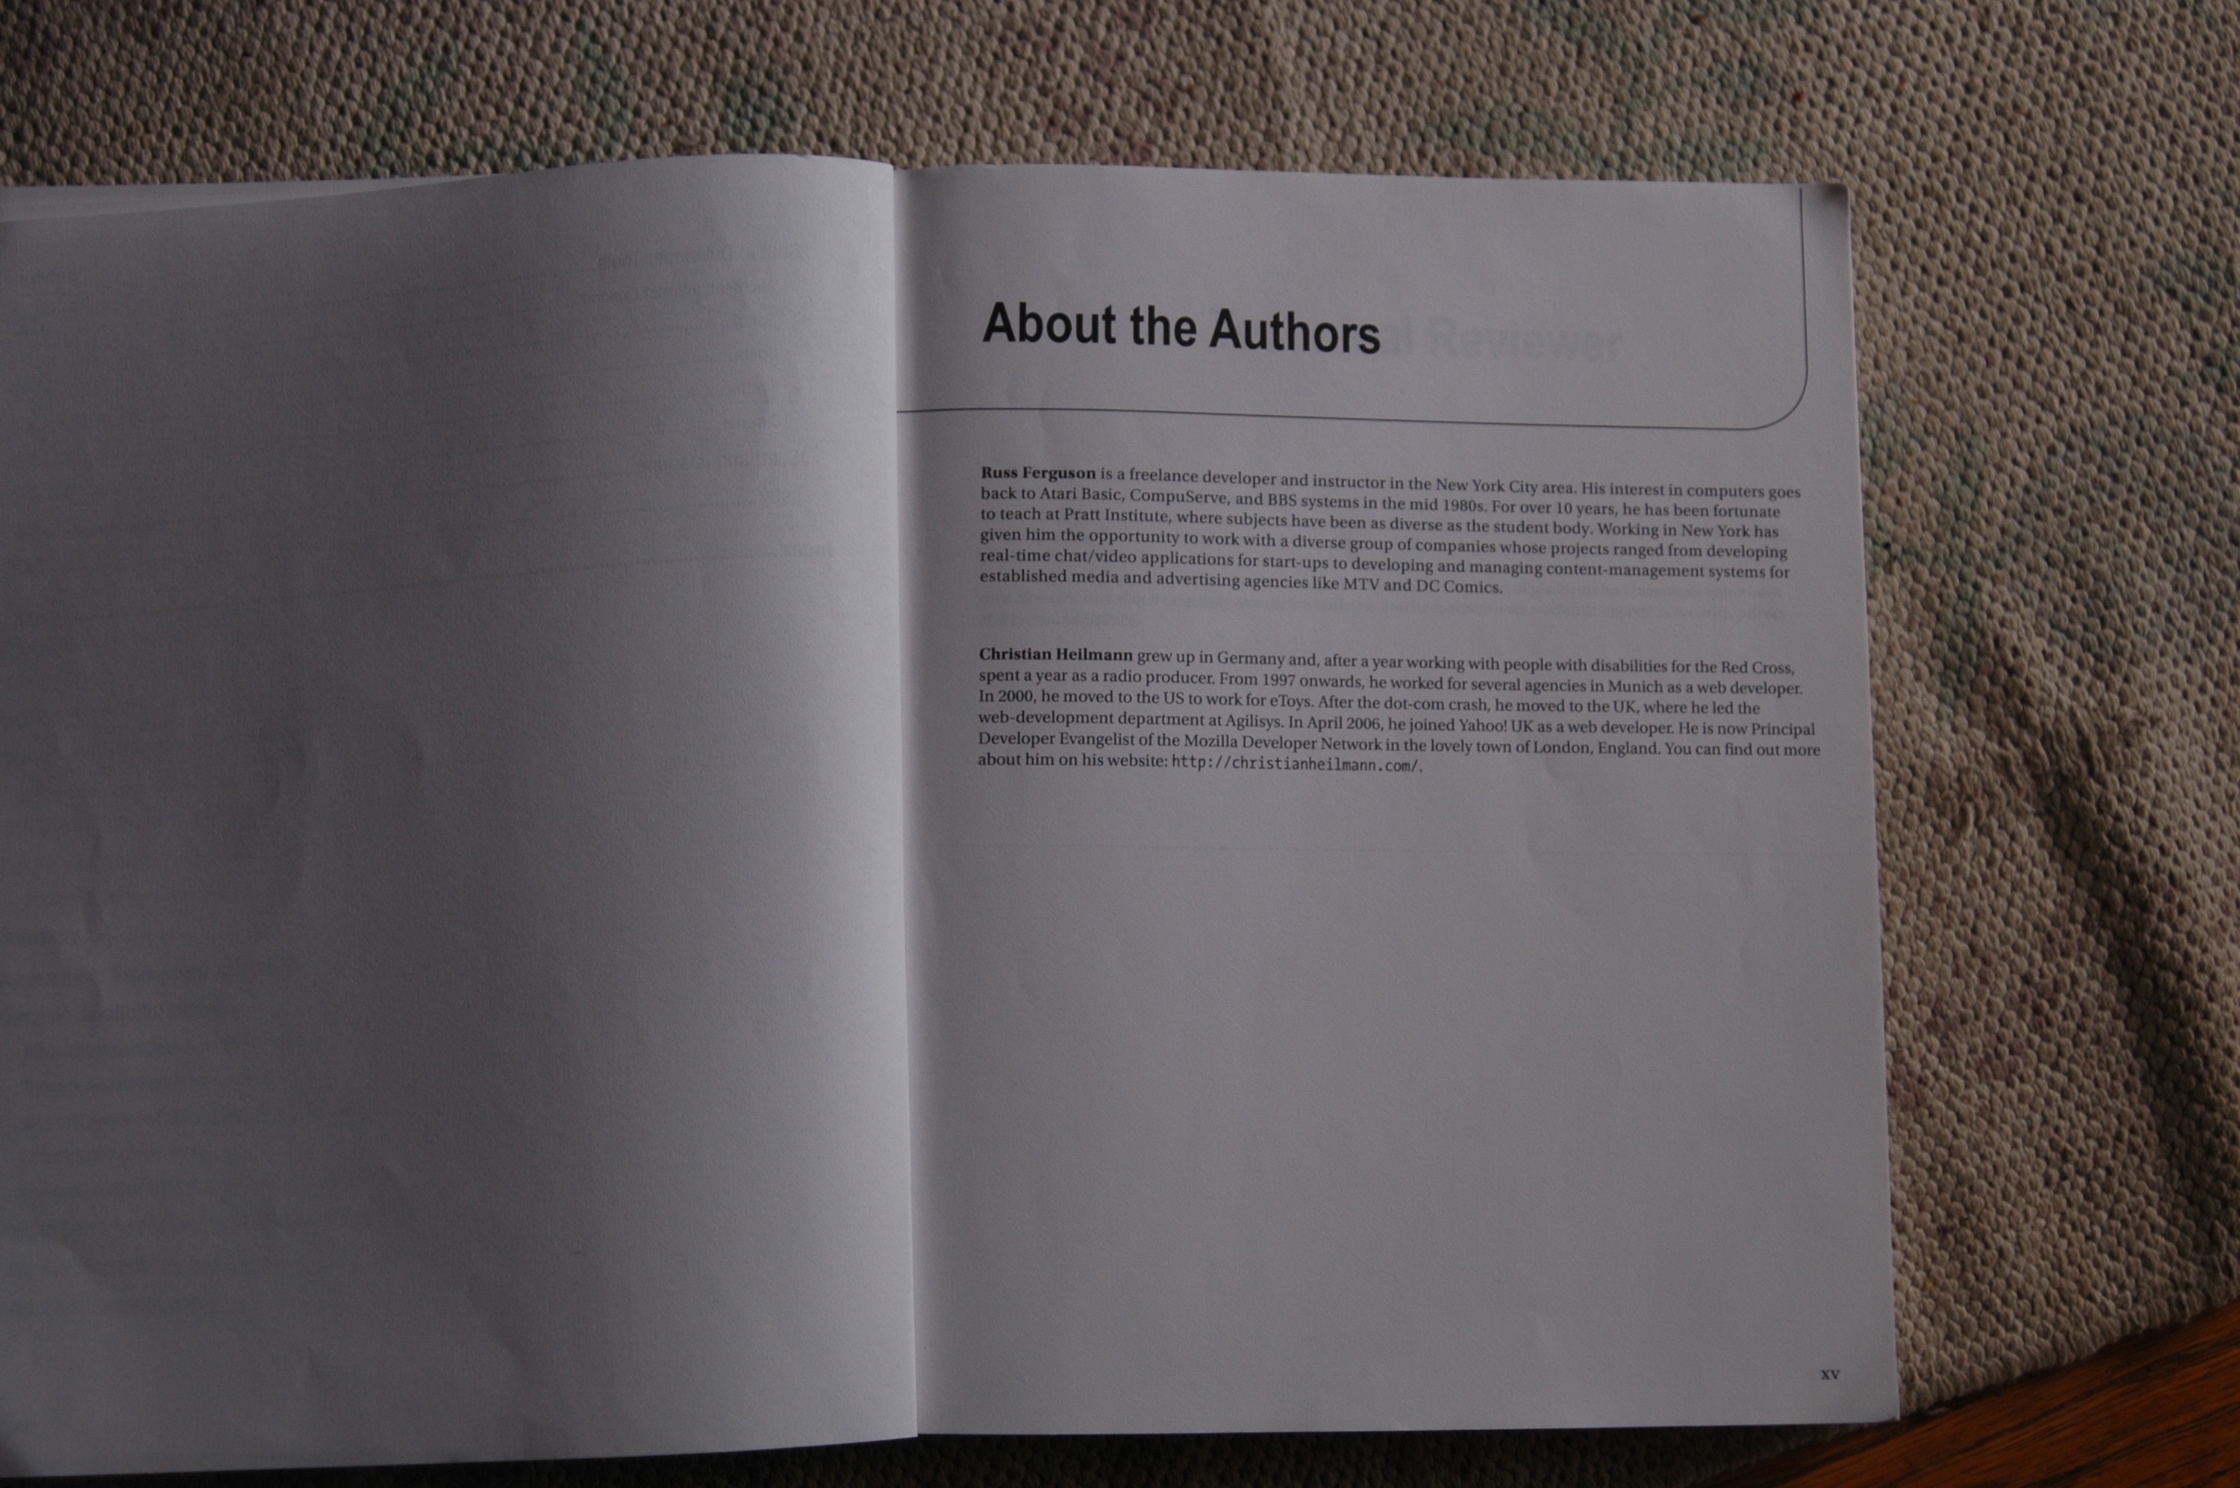 About the Authors
Russ Ferguson is a freelance developer and instructor in the New York City area. His interest in computers goes
back to Atari Basic, CompuServe, and BBS systems in the mid 1980s. For over 10 years, he has been fortunate
to teach at Pratt Institute, where subjects have been as diverse as the student body. Working in New York has
given him the opportunity to work with a diverse group of companies whose projects ranged from developing
real-time chat/video applications for start-ups to developing and managing content-management systems for
established media and advertising agencies like MTV and DC Comics.
Christian Heilmann grew up in Germany and, after a year working with people with disabilities for the Red Cross,
spent a year as a radio producer. From 1997 onwards, he worked for several agencies in Munich as a web developer.
In 2000, he moved to the US to work for eToys. After the dot-com crash, he moved to the UK, where he led the
web-development department at Agilisys. In April 2006, he joined Yahoo! UK as a web developer. He is now Principal
Developer Evangelist of the Mozilla Developer Network in the lovely town of London, England. You can find out more
about him on his website: http://christianheilmann.com/.
xv